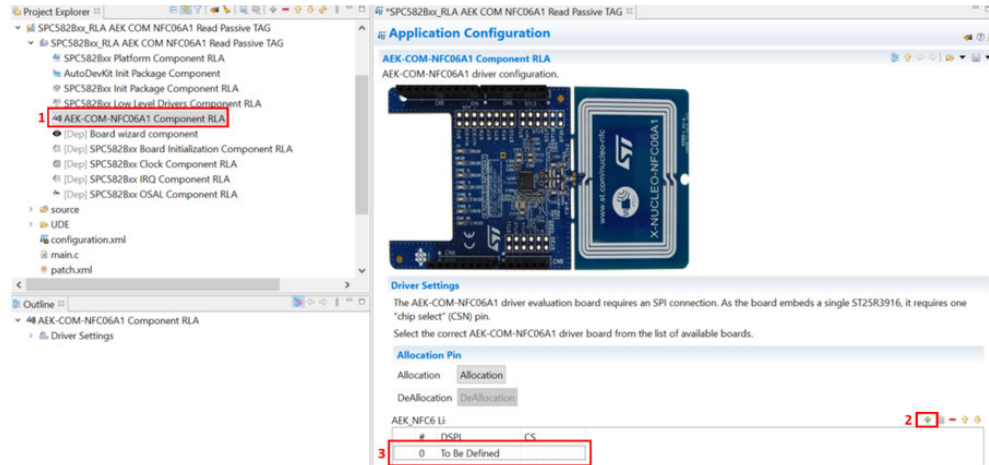 Project Explorer
SPC582Bxx_RLA AEK COM NFC06A1 Read Passive TAG
SPC582Bxx_RLA AEK COM NFC06A1 Read Passive TAG
SPC582Bxx Platform Component RLA
AutoDevKit Init Package Component
SPC582Bxx Init Package Component RLA
SPC582Bxx Low Level Drivers Component RLA
1 AEK-COM-NFC06A1 Component RLA
[Dep] Board wizard component
[Dep] SPC582Bxx Board Initialization Component RLA
[Dep] SPC582Bxx Clock Component RLA
[Dep] SPC582Bxx IRQ Component RLA
[Dep] SPC582Bxx OSAL Component RLA
source
UDE
configuration.xml
main.c
patch.xml
Outline
AEK-COM-NFC06A1 Component RLA
Driver Settings
*SPC582Bxx_RLA AEK COM NFC06A1 Read Passive TAG
Application Configuration
AEK-COM-NFC06A1 Component RLA
AEK-COM-NFC06A1 driver configuration.
www.st.com/nucleo-nfc
X-NUCLEO-NFC06A1
Driver Settings
The AEK-COM-NFC06A1 driver evaluation board requires an SPI connection. As the board embeds a single ST25R3916, it requires one
"chip select" (CSN) pin.
Select the correct AEK-COM-NFC06A1 driver board from the list of available boards.
Allocation Pin
Allocation Allocation
DeAllocation DeAllocation
AEK_NFC6 Li: 2
# DSPI CS
3 0 To Be Defined